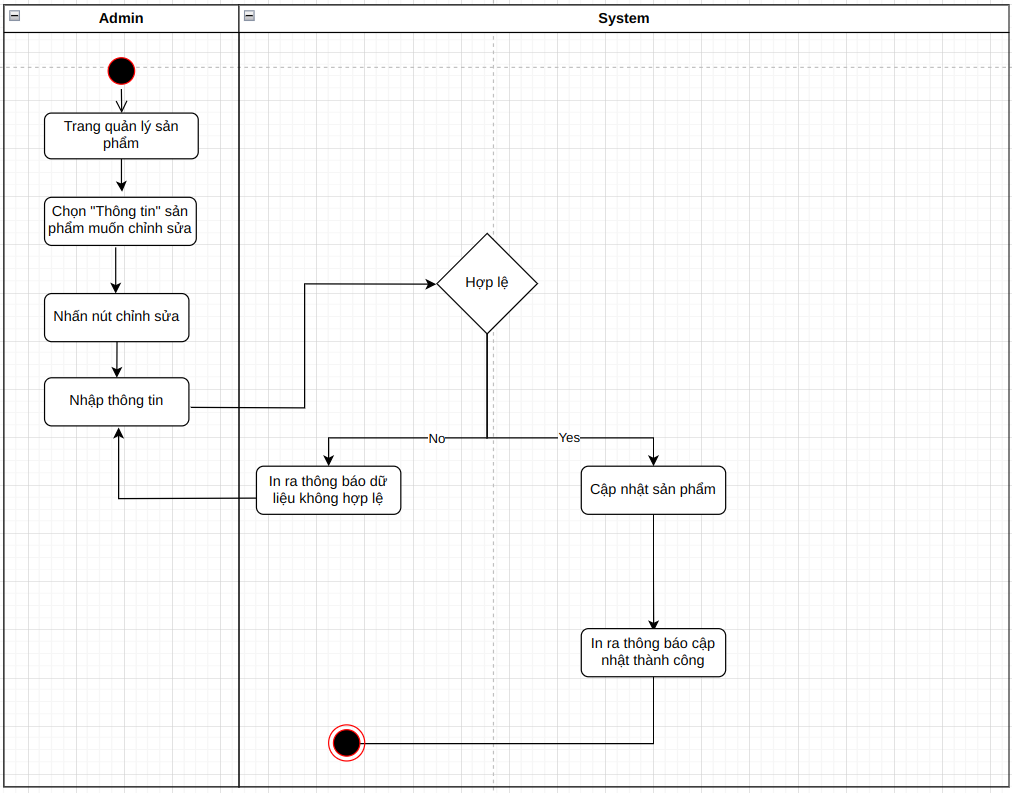 Admin
System
Trang quản lý sản
phẩm
Chọn "Thông tin" sản
phẩm muốn chỉnh sửa
Nhấn nút chỉnh sửa
Nhập thông tin
Hợp lệ
No
Yes
In ra thông báo dữ
liệu không hợp lệ
Cập nhật sản phẩm
In ra thông báo cập
nhật thành công